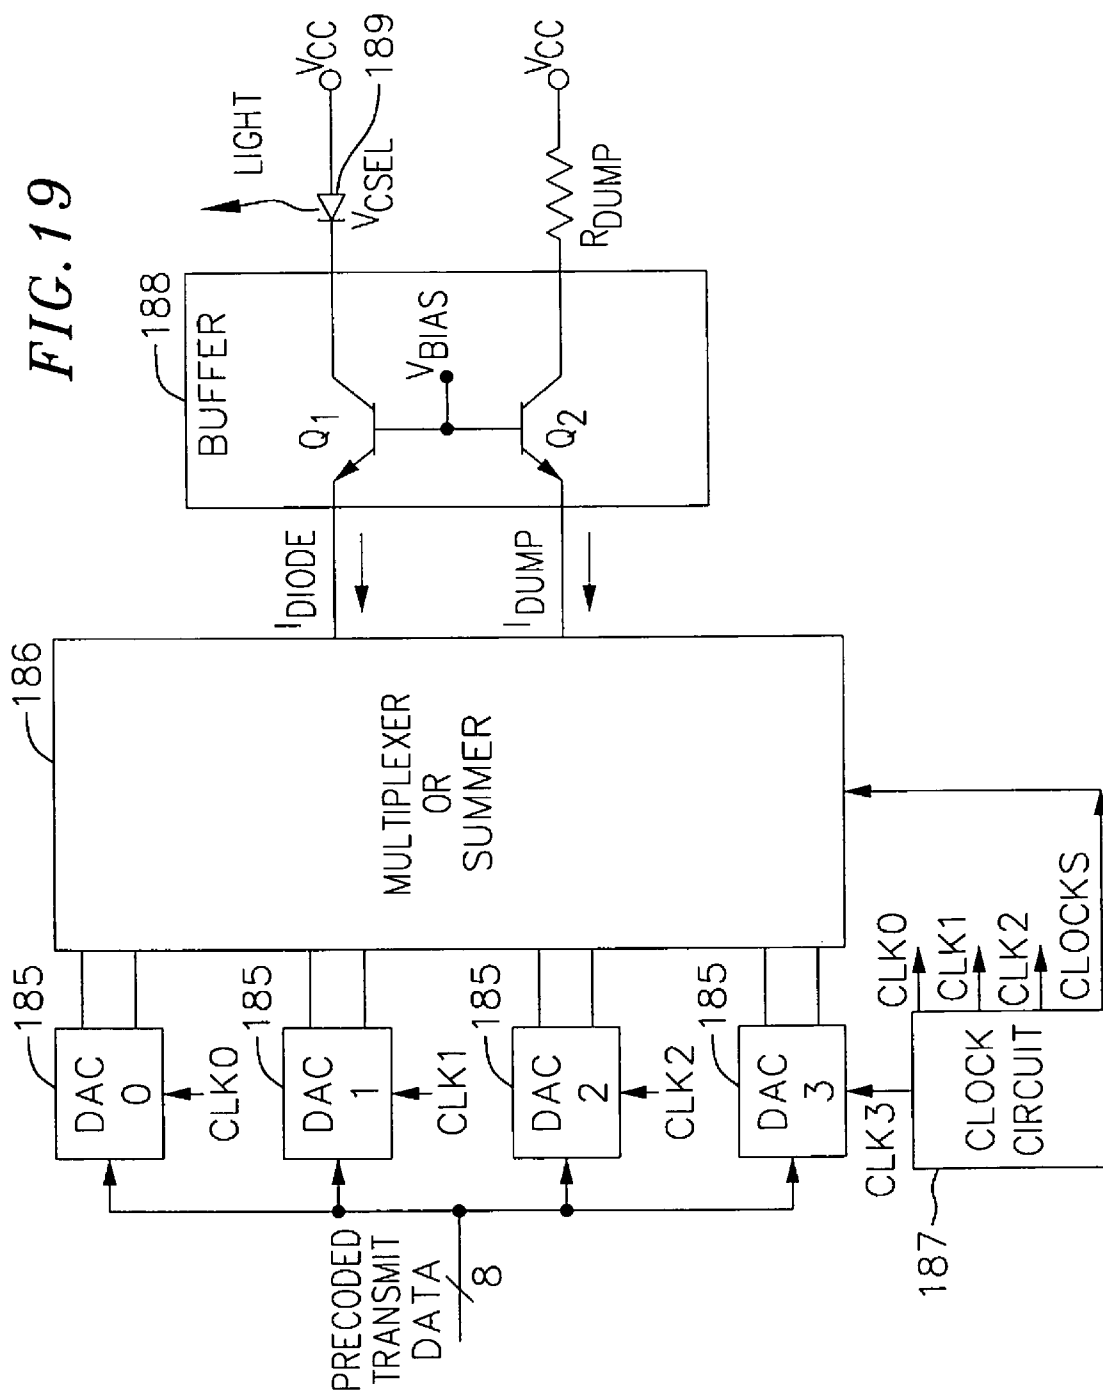 FIG. 19
PRECODED
TRANSMIT
DATA
8
185
DAC
0
CLK0
185
DAC
1
CLK1
185
DAC
2
CLK2
185
DAC
3
CLK3
187
CLOCK
CIRCUIT
CLK0
CLK1
CLK2
CLOCKS
186
MULTIPLEXER
OR
SUMMER
IDIODE
IDUMP
188
BUFFER
Q1
VBIAS
Q2
LIGHT
VCSEL
189
VCC
RDUMP
VCC